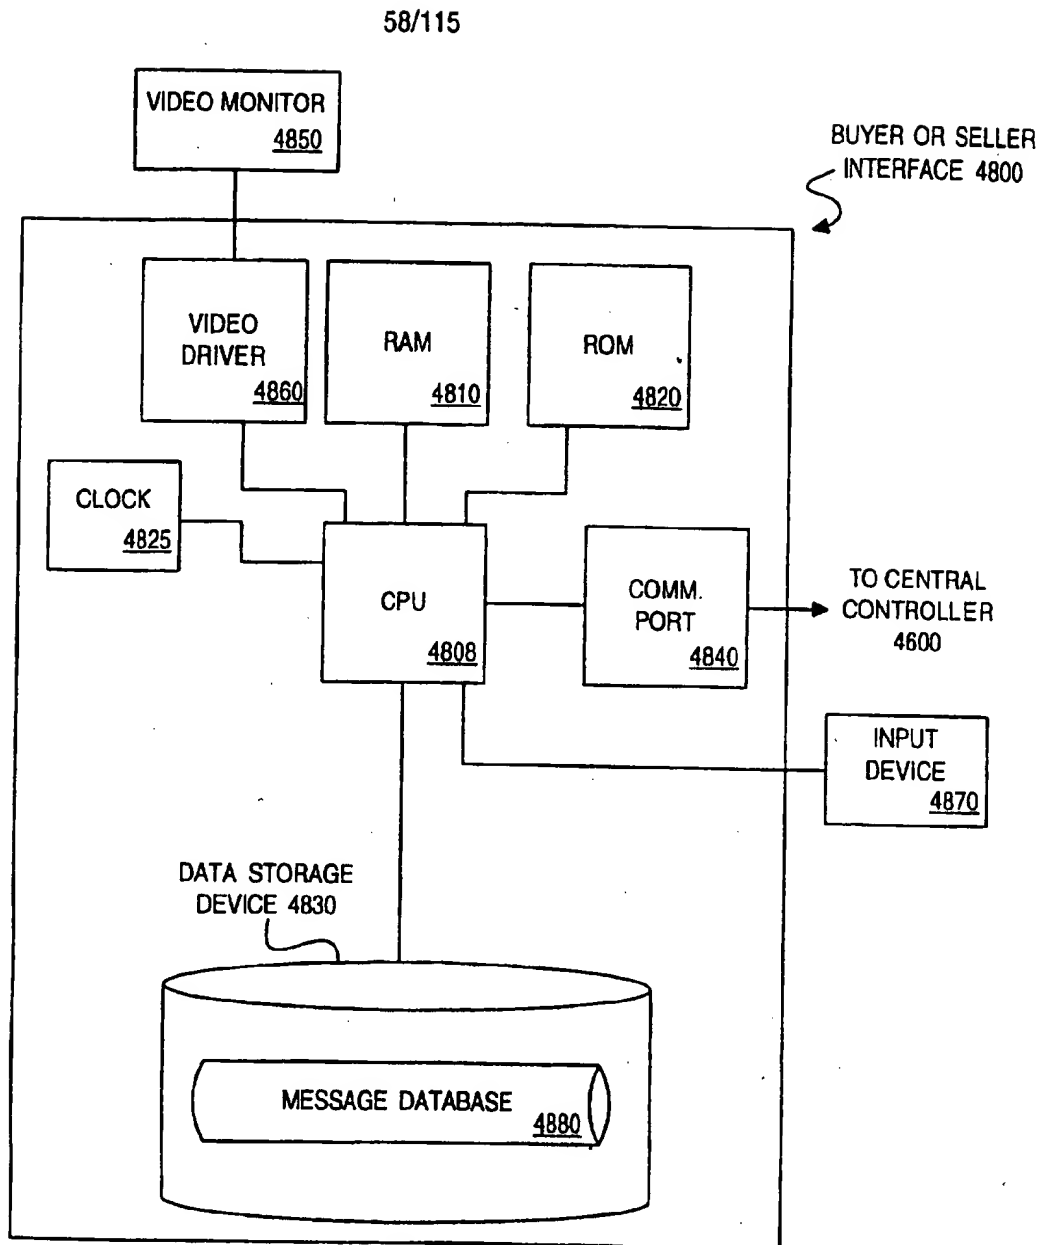 58/115
VIDEO MONITOR
4850
BUYER OR SELLER
INTERFACE 4800
VIDEO
DRIVER
4860
RAM
4810
ROM
4820
CLOCK
4825
CPU
4808
COMM.
PORT
4840
TO CENTRAL
CONTROLLER
4600
INPUT
DEVICE
4870
DATA STORAGE
DEVICE 4830
MESSAGE DATABASE
4880